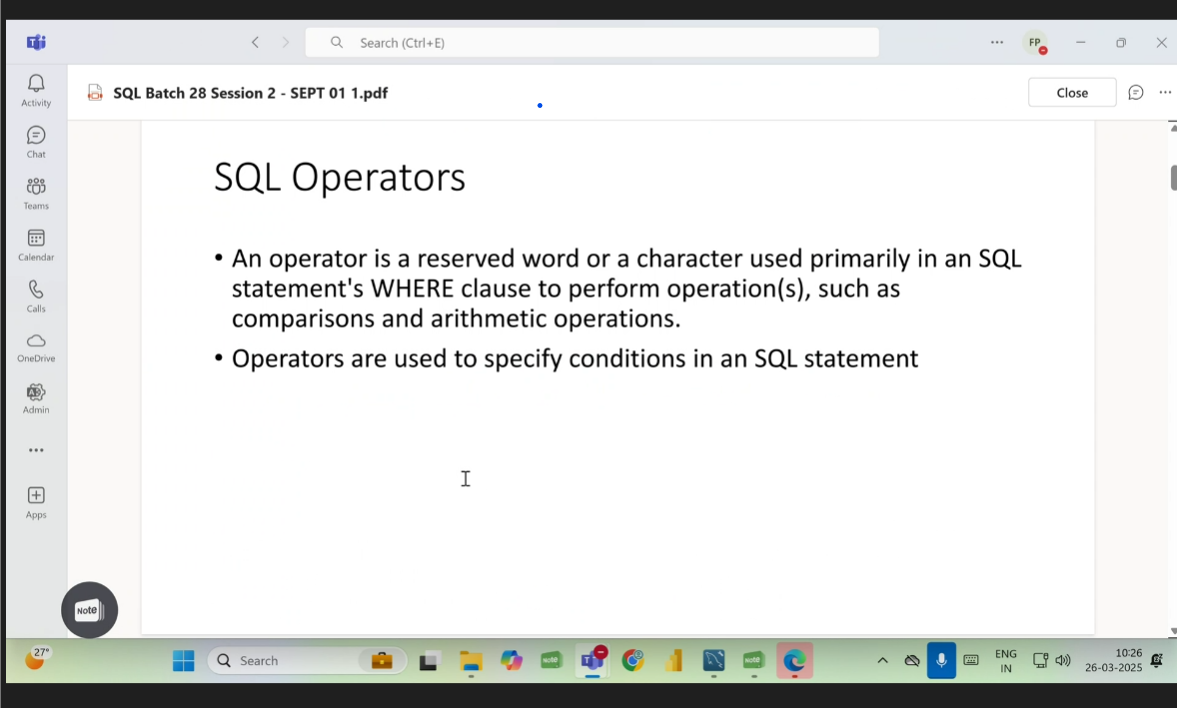 Search (Ctrl+E)
FP
Activity
SQL Batch 28 Session 2 - SEPT 01 1.pdf
Close
Chat
Teams
Calendar
Calls
OneDrive
Admin
Apps
SQL Operators
• An operator is a reserved word or a character used primarily in an SQL
statement's WHERE clause to perform operation(s), such as
comparisons and arithmetic operations.
• Operators are used to specify conditions in an SQL statement
Note
27°
Search
Note
Note
ENG
IN
10:26
26-03-2025